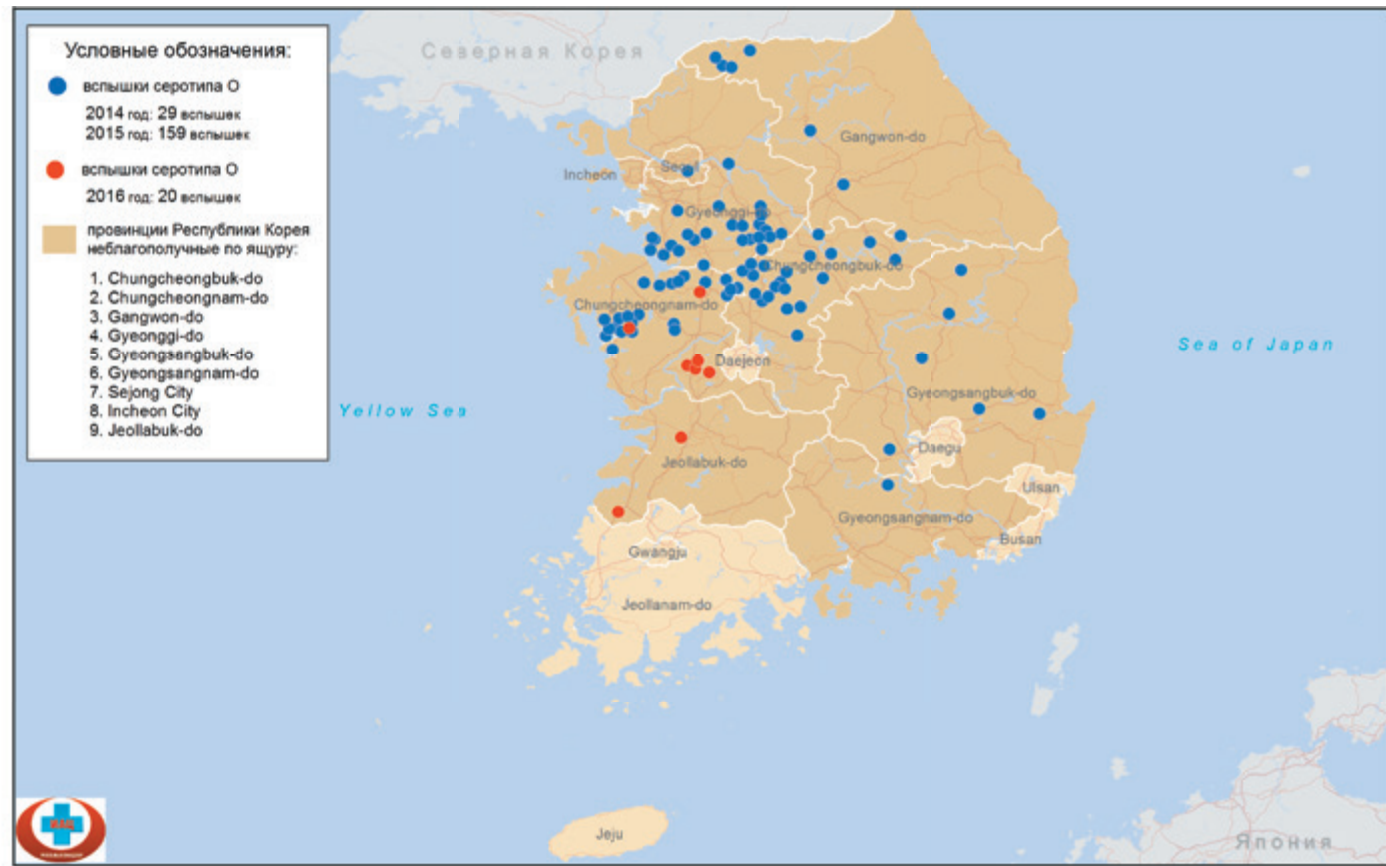 Условные обозначения:
вспышки серотипа О
2014 год: 29 вспышек
2015 год: 159 вспышек
вспышки серотипа О
2016 год: 20 вспышек
провинции Республики Корея
неблагополучные по ящуру:
1. Chungcheongbuk-do
2. Chungcheongnam-do
3. Gangwon-do
4. Gyeonggi-do
5. Gyeongsangbuk-do
6. Gyeongsangnam-do
7. Sejong City
8. Incheon City
9. Jeollabuk-do
Северная Корея
Gangwon-do
Seoul
Incheon
Gyeonggi-do
Chungcheongbuk-do
Chungcheongnam-do
Sea of Japan
Daejeon
Gyeongsangbuk-do
Yellow Sea
Daegu
Jeollabuk-do
Ulsan
Gyeongsangnam-do
Busan
Gwangju
Jeollanam-do
Jeju
Япония